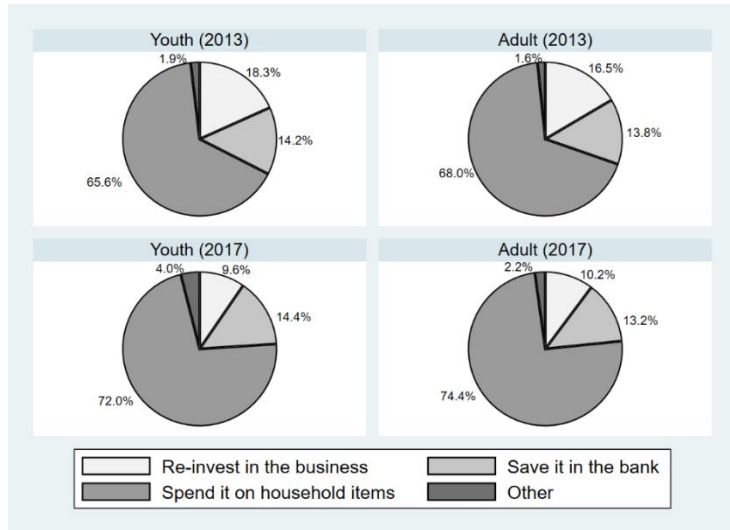 Youth (2013)
1.9%
18.3%
14.2%
65.6%
Adult (2013)
1.6%
16.5%
13.8%
68.0%
Youth (2017)
4.0%
9.6%
14.4%
72.0%
Adult (2017)
2.2%
10.2%
13.2%
74.4%
Re-invest in the business
Save it in the bank
Spend it on household items
Other